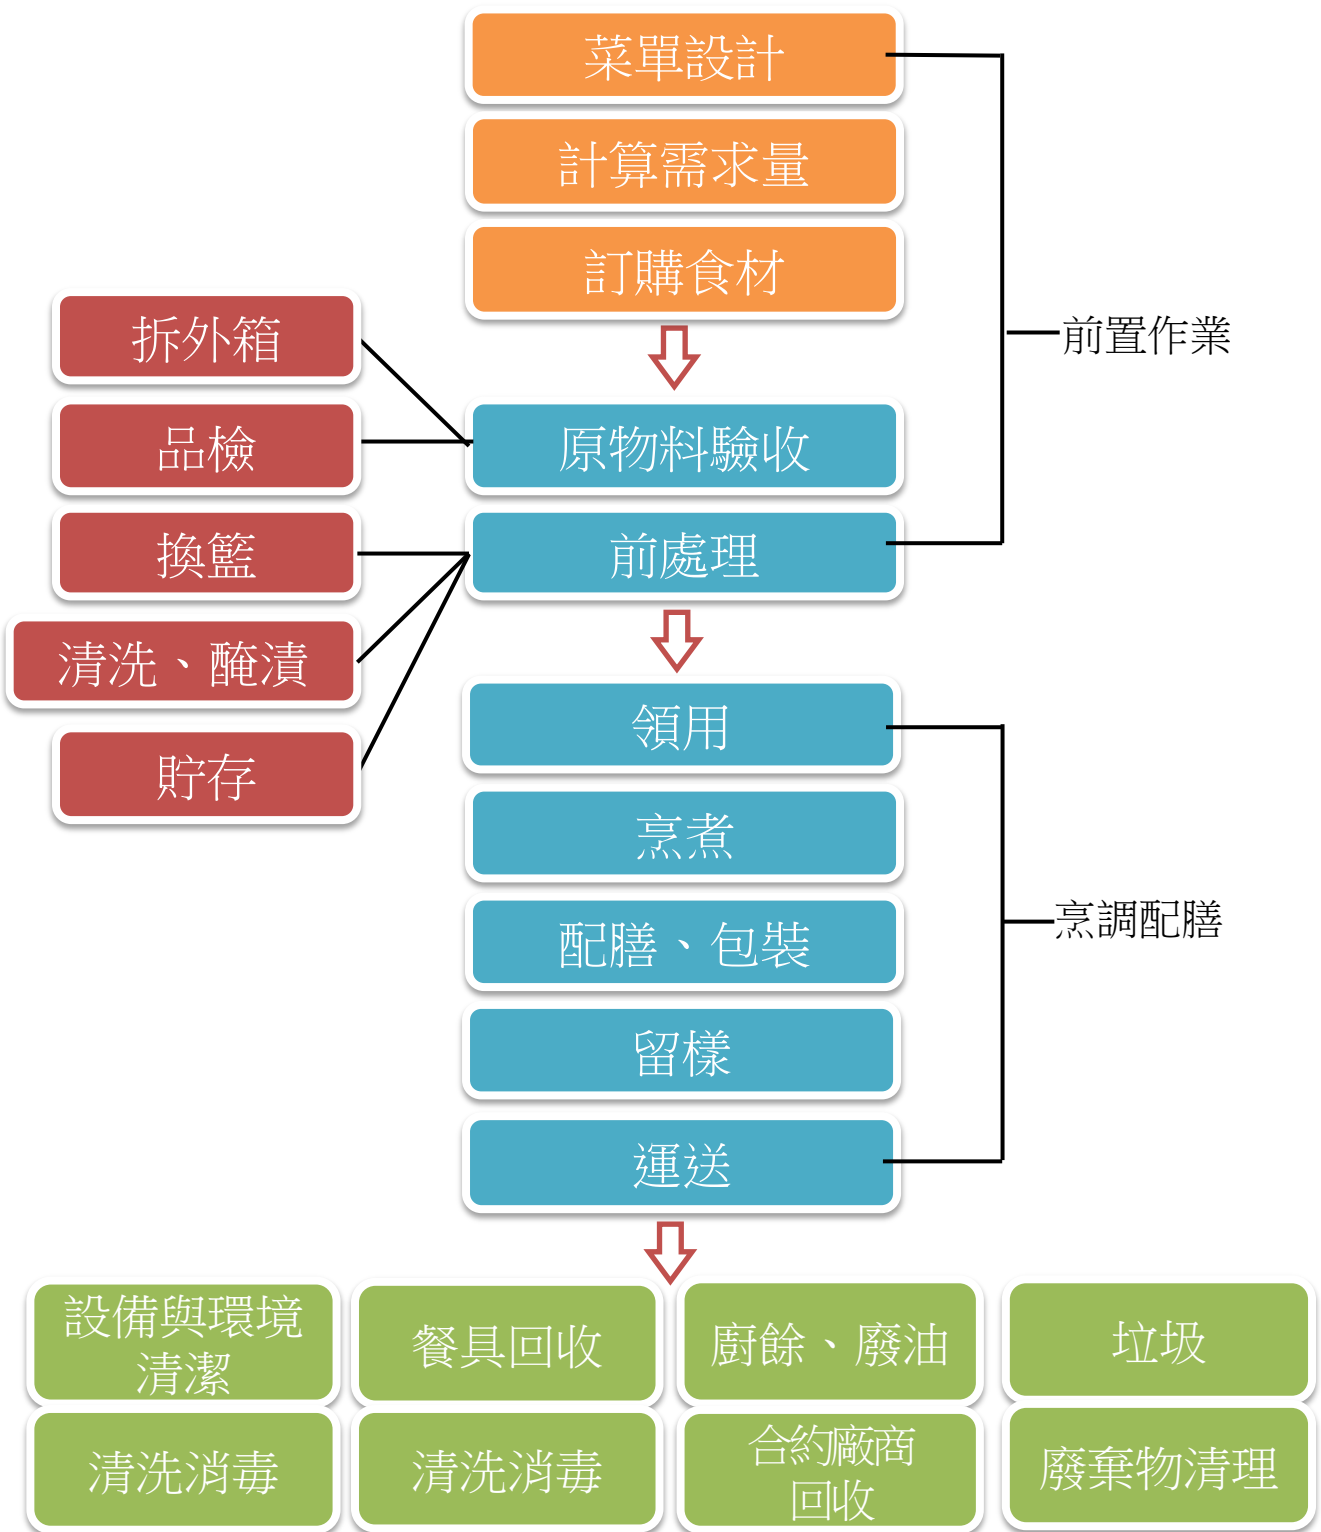 菜單設計
計算需求量
訂購食材
前置作業
拆外箱
品檢
原物料驗收
換籃
前處理
清洗、醃漬
貯存
領用
烹煮
配膳、包裝
烹調配膳
留樣
運送
設備與環境
清潔
餐具回收
廚餘、廢油
垃圾
清洗消毒
清洗消毒
合約廠商
回收
廢棄物清理